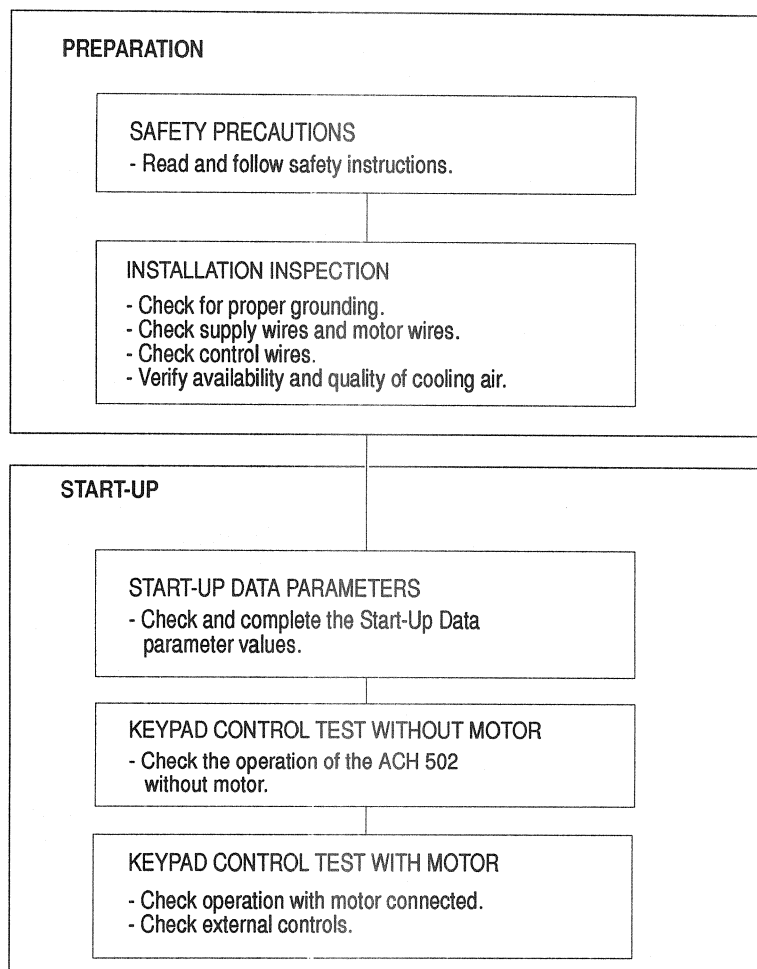 PREPARATION
SAFETY PRECAUTIONS
- Read and follow safety instructions.
INSTALLATION INSPECTION
- Check for proper grounding.
- Check supply wires and motor wires.
- Check control wires.
- Verify availability and quality of cooling air.
START-UP
START-UP DATA PARAMETERS
- Check and complete the Start-Up Data
parameter values.
KEYPAD CONTROL TEST WITHOUT MOTOR
- Check the operation of the ACH 502
without motor.
KEYPAD CONTROL TEST WITH MOTOR
- Check operation with motor connected.
- Check external controls.